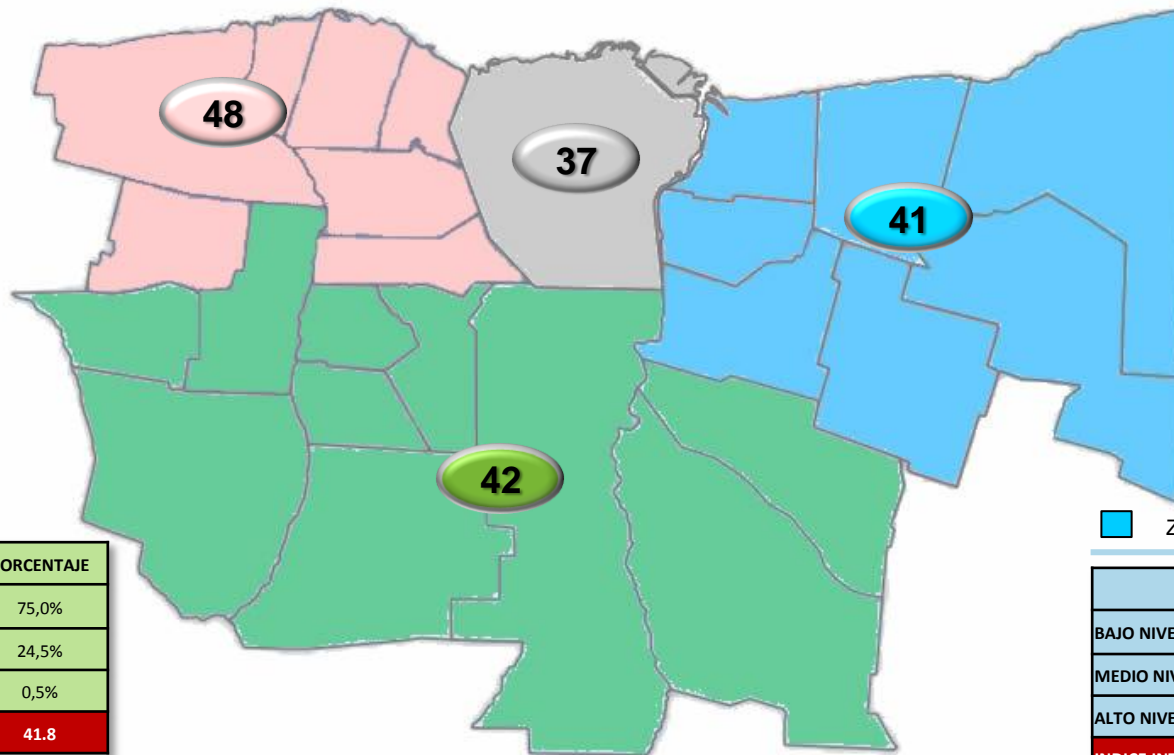 48
37
41
42
ORCENTAJE
75,0%
24,5%
0,5%
41.8
Z
BAJO NIVE
MEDIO NIV
ALTO NIVE